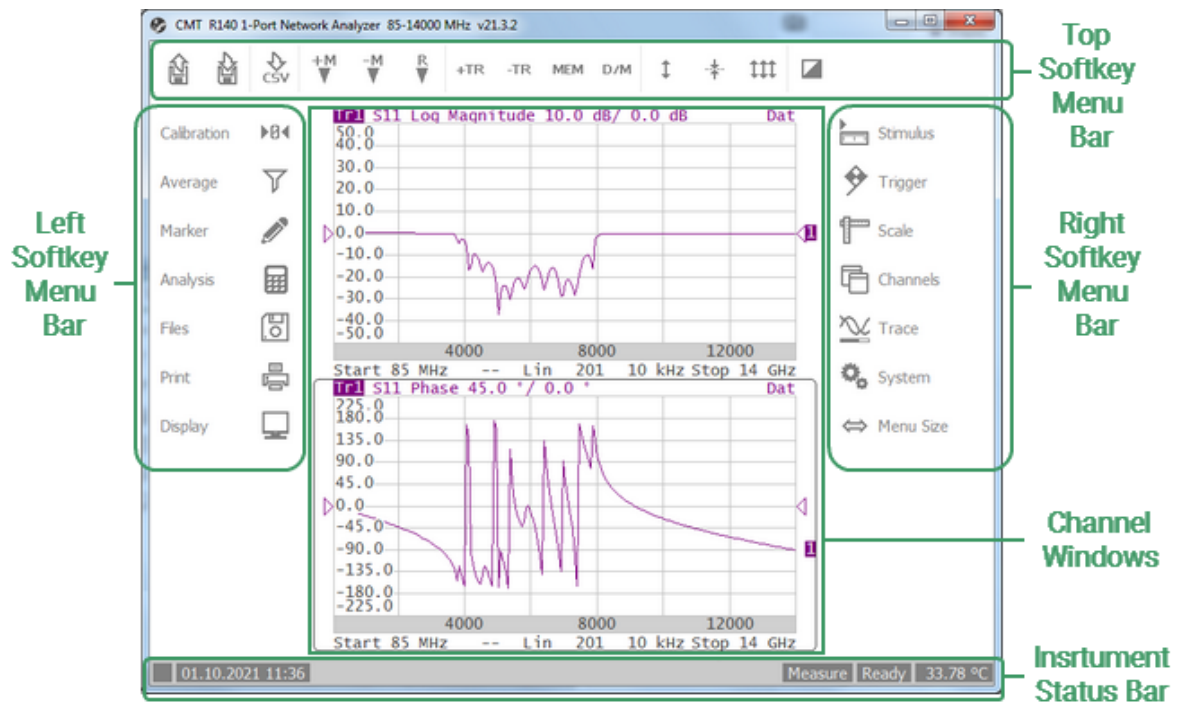 CMT R140 1-Port Network Analyzer 85-14000 MHz v21.3.2
Top
Softkey
Menu
Bar
CSV
+M
-M
R
+TR
-TR
MEM
D/M
Left
Softkey
Menu
Bar
Calibration
Average
Marker
Analysis
Files
Print
Display
Tr1 S11 Log Magnitude 10.0 dB/ 0.0 dB Dat
50.0
40.0
30.0
20.0
10.0
0.0
1
-10.0
-20.0
-30.0
-40.0
-50.0
4000 8000 12000
Start 85 MHz -- Lin 201 10 kHz Stop 14 GHz
Tr1 S11 Phase 45.0 °/ 0.0 ° Dat
225.0
180.0
135.0
90.0
45.0
0.0
-45.0
-90.0
1
-135.0
-180.0
-225.0
4000 8000 12000
Start 85 MHz -- Lin 201 10 kHz Stop 14 GHz
Stimulus
Trigger
Scale
Channels
Trace
System
Menu Size
Right
Softkey
Menu
Bar
Channel
Windows
01.10.2021 11:36
Measure Ready 33.78 °C
Insrtument
Status Bar